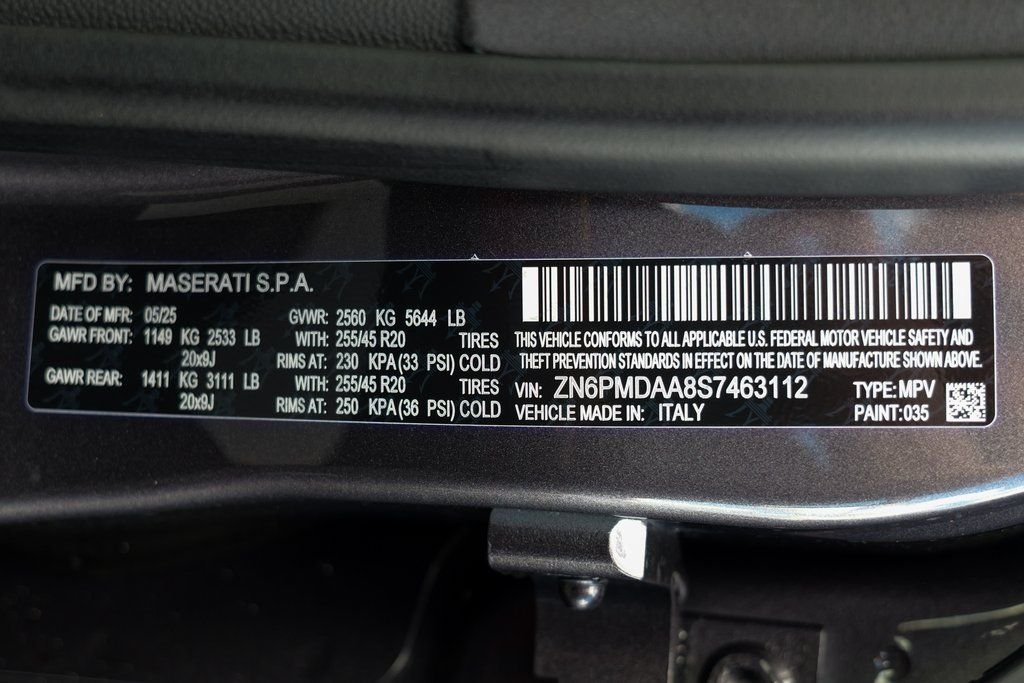 MFD BY: MASERATI S.P.A.
DATE OF MFR: 05/25 GVWR: 2560 KG 5644 LB
GAWR FRONT: 1149 KG 2533 LB WITH: 255/45 R20 TIRES
20x9J RIMS AT: 230 KPA(33 PSI) COLD
GAWR REAR: 1411 KG 3111 LB WITH: 255/45 R20 TIRES
20x9J RIMS AT: 250 KPA(36 PSI) COLD
THIS VEHICLE CONFORMS TO ALL APPLICABLE U.S. FEDERAL MOTOR VEHICLE SAFETY AND
THEFT PREVENTION STANDARDS IN EFFECT ON THE DATE OF MANUFACTURE SHOWN ABOVE.
VIN: ZN6PMDAA8S7463112 TYPE: MPV
VEHICLE MADE IN: ITALY PAINT: 035